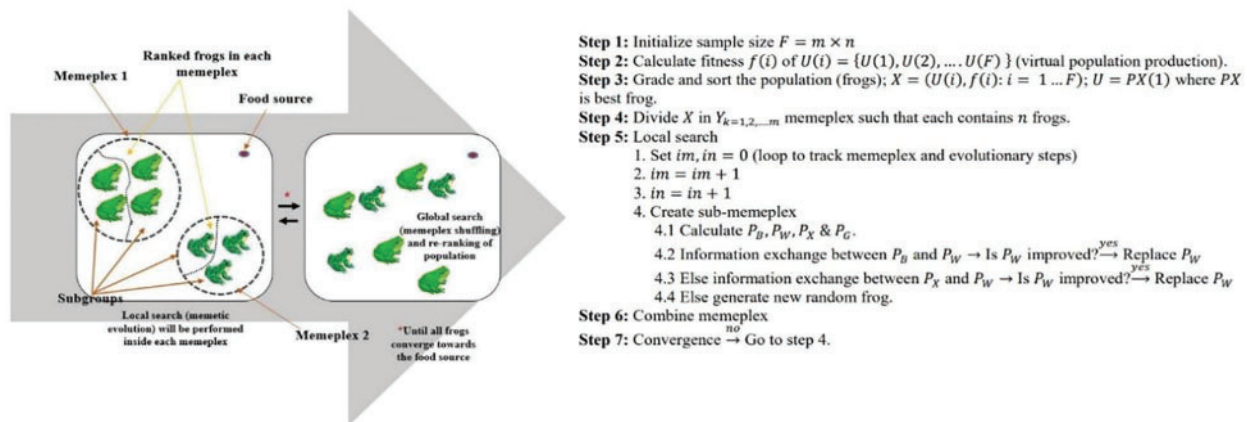 Ranked frogs in each
memeplex
Memeplex 1
Food source
*
Global search
(memeplex shuffling)
and re-ranking of
population
Subgroups
Local search (memetic
evolution) will be performed
inside each memeplex
Memeplex 2
*Until all frogs
converge towards
the food source
Step 1: Initialize sample size F = m × n
Step 2: Calculate fitness f(i) of U(i) = {U(1), U(2), … . U(F) } (virtual population production).
Step 3: Grade and sort the population (frogs); X = (U(i), f(i): i = 1 … F); U = PX(1) where PX
is best frog.
Step 4: Divide X in Y_{k=1,2,…..m} memeplex such that each contains n frogs.
Step 5: Local search
1. Set im, in = 0 (loop to track memeplex and evolutionary steps)
2. im = im + 1
3. in = in + 1
4. Create sub-memeplex
4.1 Calculate P_B, P_W, P_X & P_G.
4.2 Information exchange between P_B and P_W → Is P_W improved? yes→ Replace P_W
4.3 Else information exchange between P_X and P_W → Is P_W improved? yes→ Replace P_W
4.4 Else generate new random frog.
Step 6: Combine memeplex
Step 7: Convergence no→ Go to step 4.